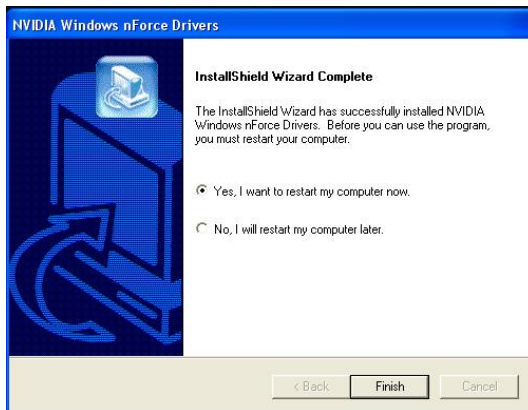 NVIDIA Windows nForce Drivers
InstallShield Wizard Complete
The InstallShield Wizard has successfully installed NVIDIA
Windows nForce Drivers. Before you can use the program,
you must restart your computer.
Yes, I want to restart my computer now.
No, I will restart my computer later.
< Back Finish Cancel